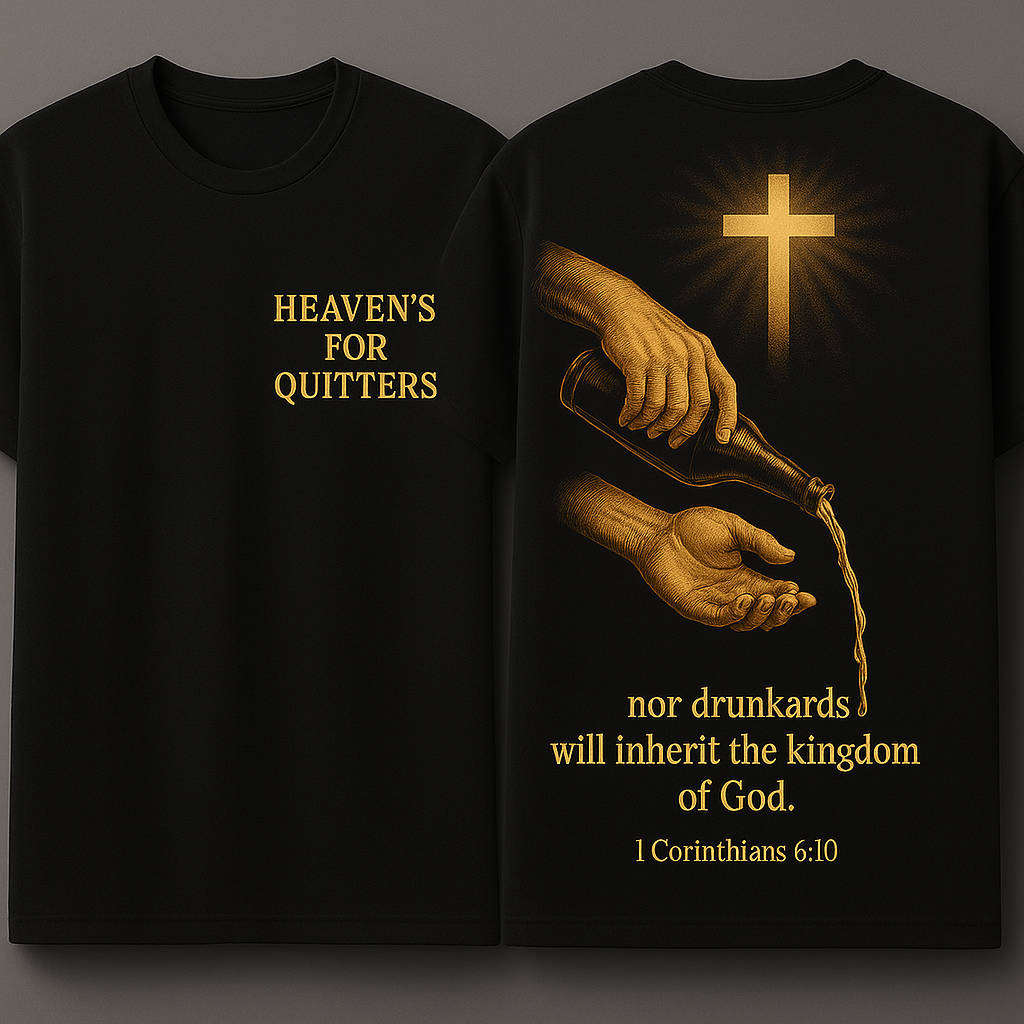 HEAVEN'S
FOR
QUITTERS
nor drunkards
will inherit the kingdom
of God.
1 Corinthians 6:10